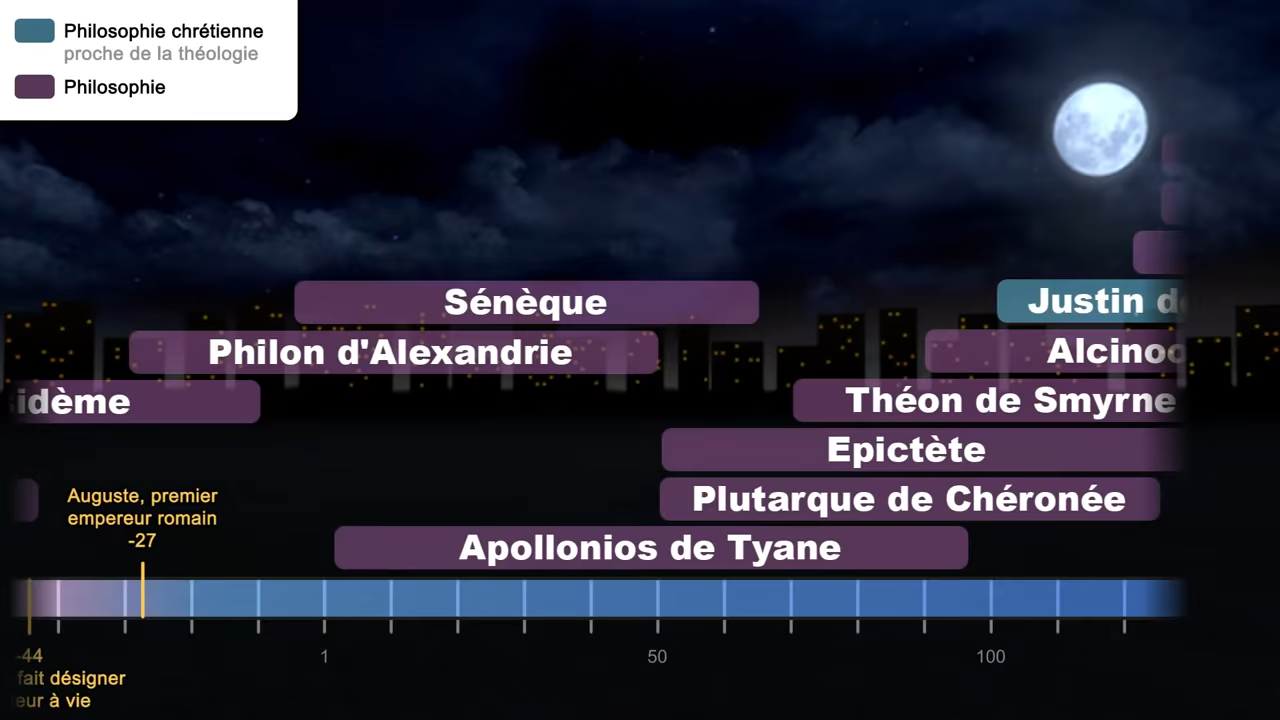 Philosophie chrétienne
proche de la théologie
Philosophie
Sénèque
Justin
Philon d'Alexandrie
Alcinoo
idème
Théon de Smyrne
Epictète
Auguste, premier
empereur romain
-27
Plutarque de Chéronée
Apollonios de Tyane
-44
1
50
100
fait désigner
eur à vie